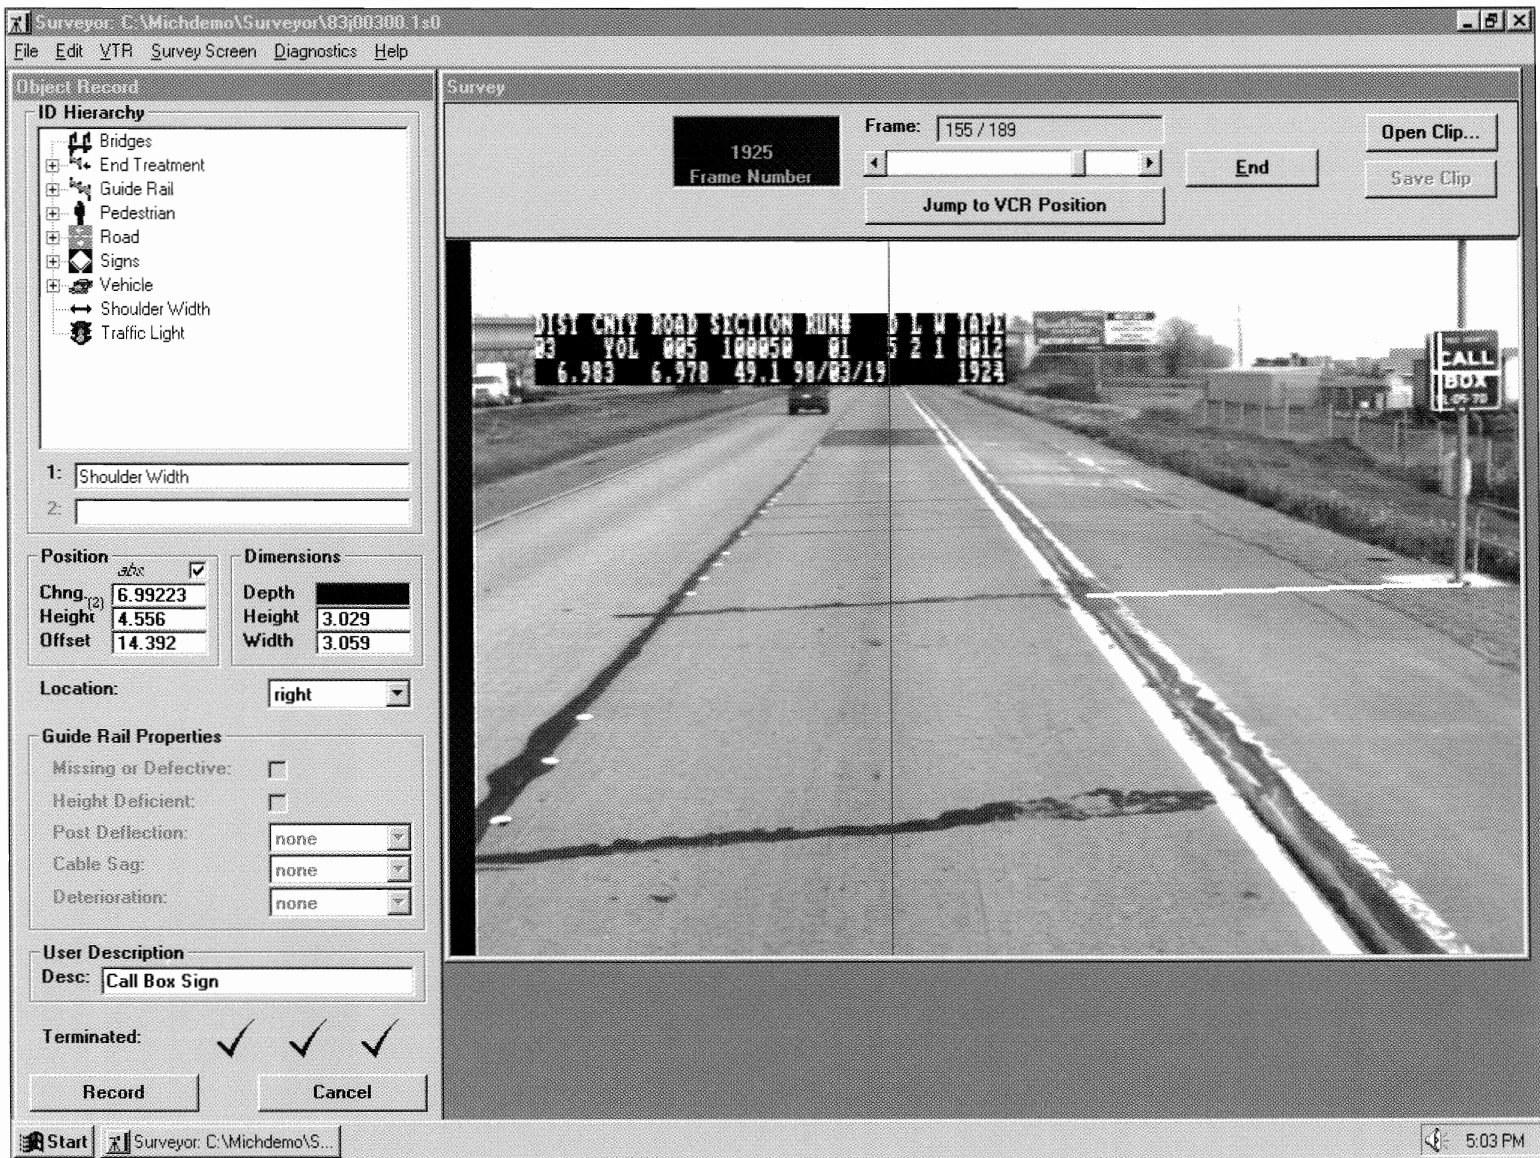 Surveyor: C:\Michdemo\Surveyor\83j00300.1s0
File Edit VTR Survey Screen Diagnostics Help
Object Record
ID Hierarchy
Bridges
End Treatment
Guide Rail
Pedestrian
Road
Signs
Vehicle
Shoulder Width
Traffic Light
1: Shoulder Width
2:
Position
abs.
Chng. (2) 6.99223
Height 4.556
Offset 14.392
Dimensions
Depth
Height 3.029
Width 3.059
Location: right
Guide Rail Properties
Missing or Defective:
Height Deficient:
Post Deflection: none
Cable Sag: none
Deterioration: none
User Description
Desc: Call Box Sign
Terminated:
Record Cancel
Survey
1925
Frame Number
Frame: 155 / 189
Jump to VCR Position
End
Open Clip...
Save Clip
DIST CNTY ROAD SECTION RUN# D L W TAPE
03 YOL 005 100050 01 5 2 1 8012
6.983 6.978 49.1 98/03/19 1924
CALL
BOX
Start Surveyor: C:\Michdemo\S... 5:03 PM